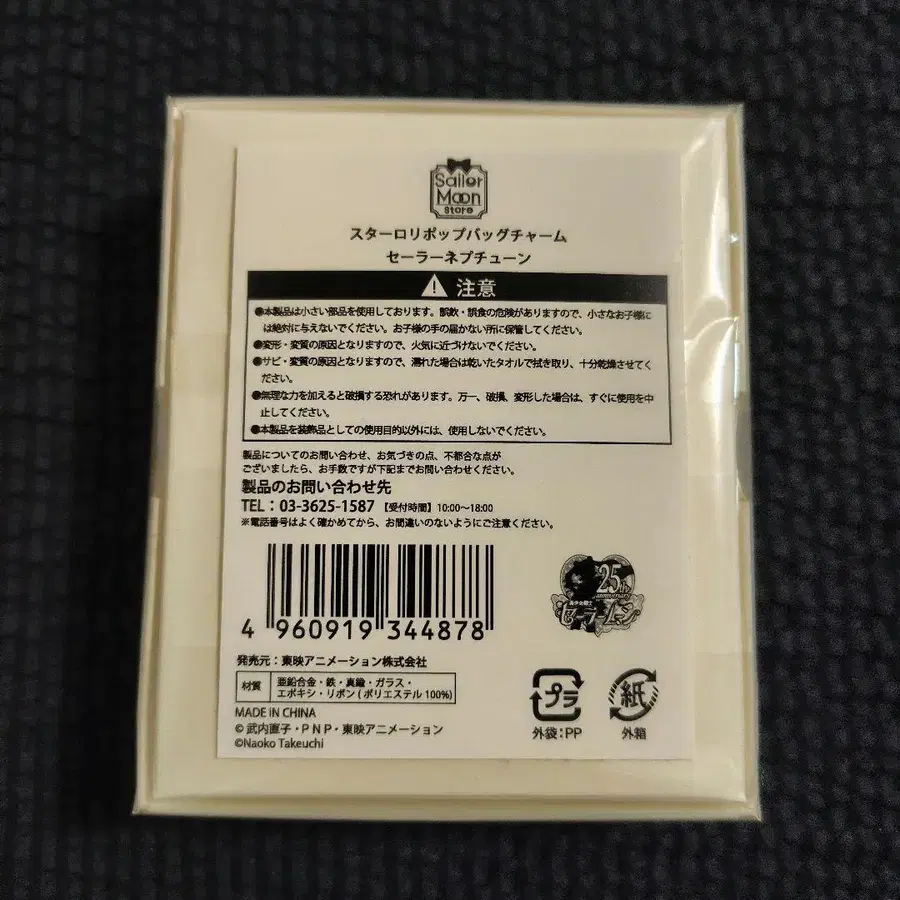 Sailor
Moon
Store
スターロリポップバッグチャーム
セーラーネプチューン
注意
●本製品は小さい部品を使用しております。誤飲・誤食の危険がありますので、小さなお子様に
は絶対に与えないでください。お子様の手の届かない所に保管してください。
●変形・変質の原因となりますので、火気に近づけないでください。
●サビ・変質の原因となりますので、濡れた場合は乾いたタオルで拭き取り、十分乾燥させてく
ださい。
●無理な力を加えると破損する恐れがあります。万一、破損、変形した場合は、すぐに使用を中
止してください。
●本製品を装飾品としての使用目的以外には、使用しないでください。
製品についてのお問い合わせ、お気づきの点、不都合な点が
ございましたら、お手数ですが下記までお問い合わせください。
製品のお問い合わせ先
TEL：03-3625-1587 【受付時間】10:00～18:00
※電話番号はよく確かめてから、お間違いのないようにご注意ください。
4 960919 344878
25th
anniversary
美少女戦士
セーラームーン
発売元：東映アニメーション株式会社
材質
亜鉛合金・鉄・真鍮・ガラス・
エポキシ・リボン(ポリエステル100%)
MADE IN CHINA
© 武内直子・PNP・東映アニメーション
©Naoko Takeuchi
プラ
外袋：PP
紙
外箱